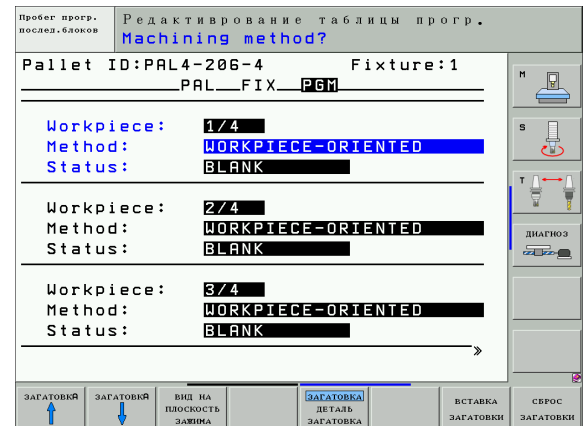 Пробег прогр.
послед.блоков
Редактиврование таблицы прогр.
Machining method?
Pallet ID:PAL4-206-4 Fixture:1
PAL FIX PGM
Workpiece: 1/4
Method: WORKPIECE-ORIENTED
Status: BLANK
Workpiece: 2/4
Method: WORKPIECE-ORIENTED
Status: BLANK
Workpiece: 3/4
Method: WORKPIECE-ORIENTED
Status: BLANK
»
M
S
T
ДИАГНОЗ
ЗАГАТОВКА
ЗАГАТОВКА
ВИД НА
ПЛОСКОСТЬ
ЗАЖИМА
ЗАГАТОВКА
ДЕТАЛЬ
ЗАГАТОВКА
ВСТАВКА
ЗАГАТОВКИ
СБРОС
ЗАГАТОВКИ